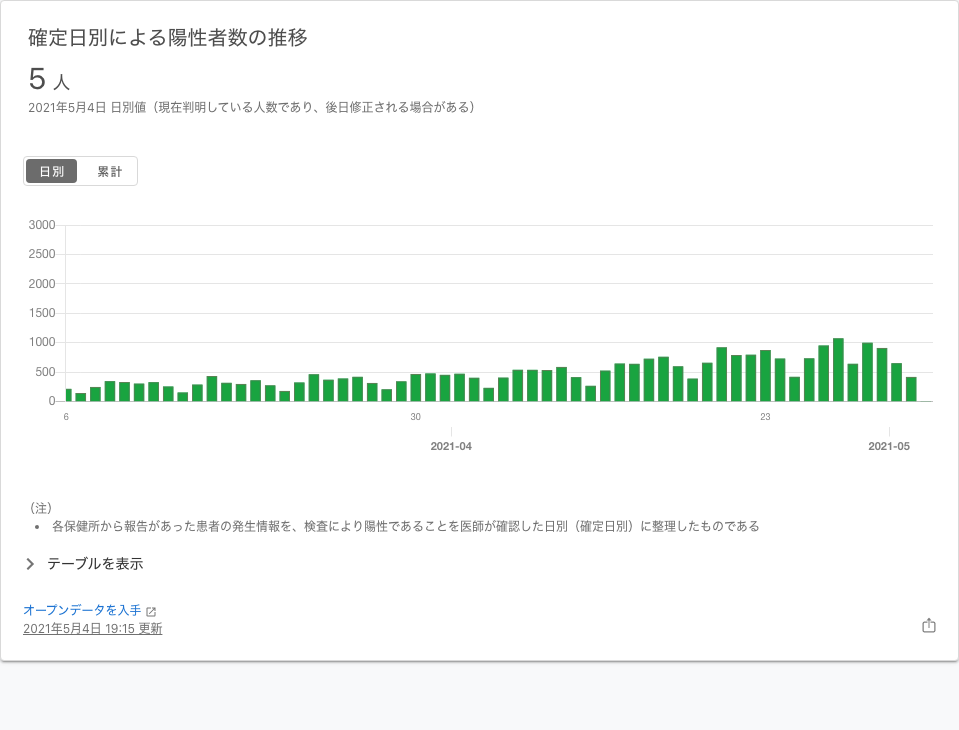 確定日別による陽性者数の推移
5 人
2021年5月4日 日別値（現在判明している人数であり、後日修正される場合がある）
日別 累計
3000
2500
2000
1500
1000
500
0
6 30 23
2021-04 2021-05
（注）
• 各保健所から報告があった患者の発生情報を、検査により陽性であることを医師が確認した日別（確定日別）に整理したものである
テーブルを表示
オープンデータを入手
2021年5月4日 19:15 更新